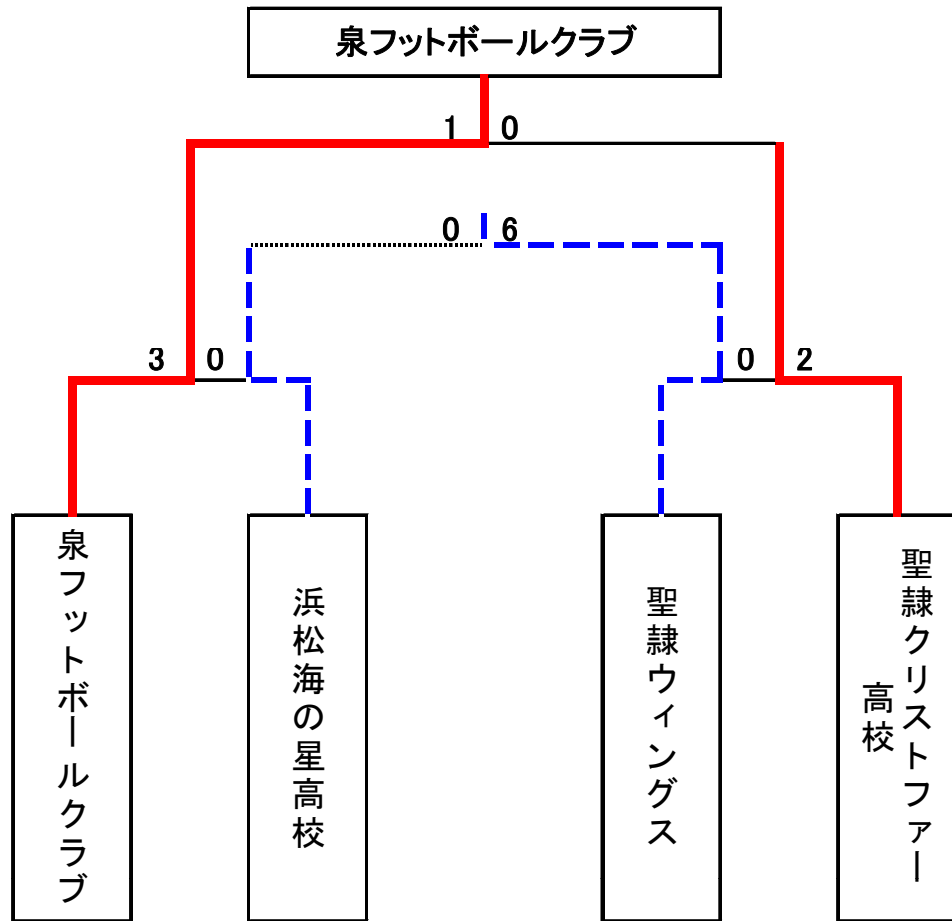 泉フットボールクラブ
1 0
0 6
3 0
0 2
泉フットボールクラブ
浜松海の星高校
聖隷ウィングス
聖隷クリストファー
高校